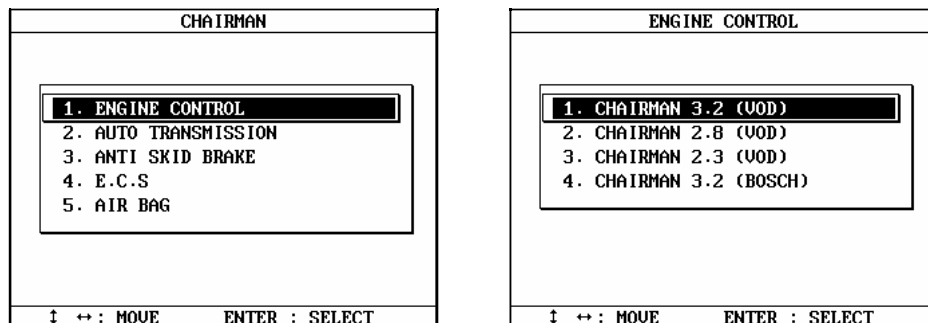 CHAIRMAN
1. ENGINE CONTROL
2. AUTO TRANSMISSION
3. ANTI SKID BRAKE
4. E.C.S
5. AIR BAG
↕ ↔: MOVE ENTER : SELECT
ENGINE CONTROL
1. CHAIRMAN 3.2 (VOD)
2. CHAIRMAN 2.8 (VOD)
3. CHAIRMAN 2.3 (VOD)
4. CHAIRMAN 3.2 (BOSCH)
↕ ↔: MOVE ENTER : SELECT